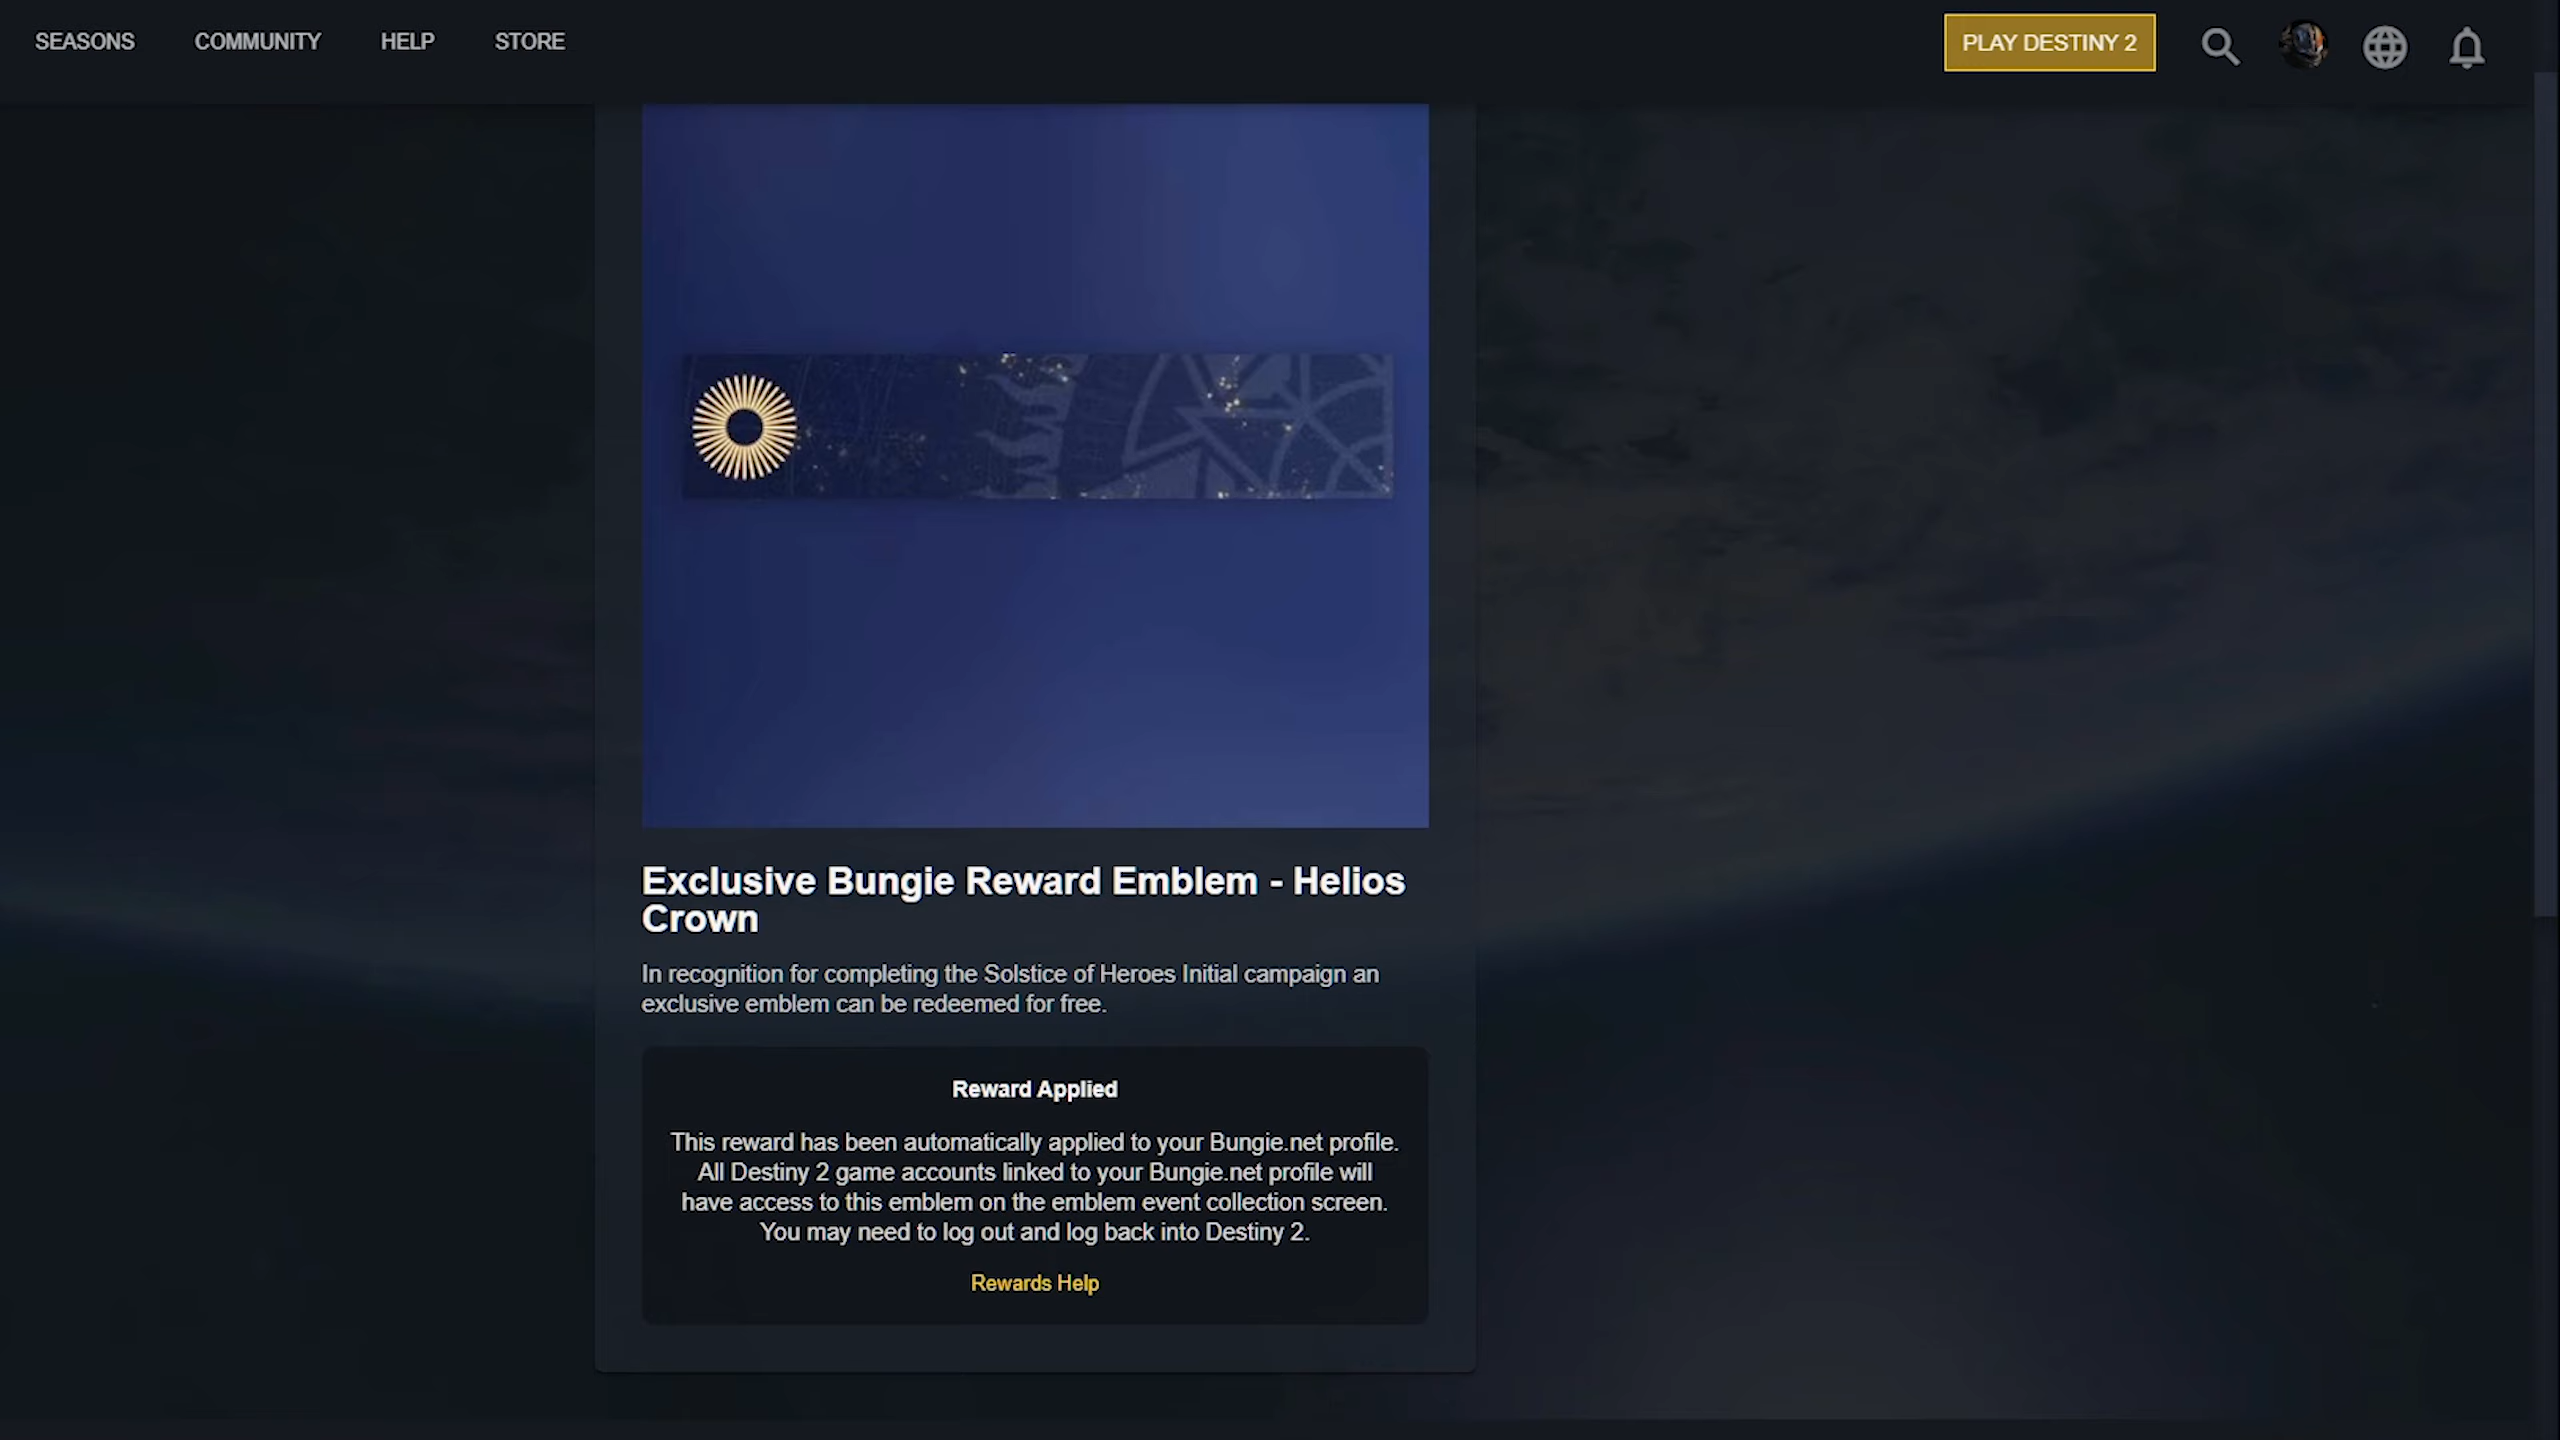 SEASONS COMMUNITY HELP STORE PLAY DESTINY 2
Exclusive Bungie Reward Emblem - Helios
Crown
In recognition for completing the Solstice of Heroes Initial campaign an
exclusive emblem can be redeemed for free.
Reward Applied
This reward has been automatically applied to your Bungie.net profile.
All Destiny 2 game accounts linked to your Bungie.net profile will
have access to this emblem on the emblem event collection screen.
You may need to log out and log back into Destiny 2.
Rewards Help